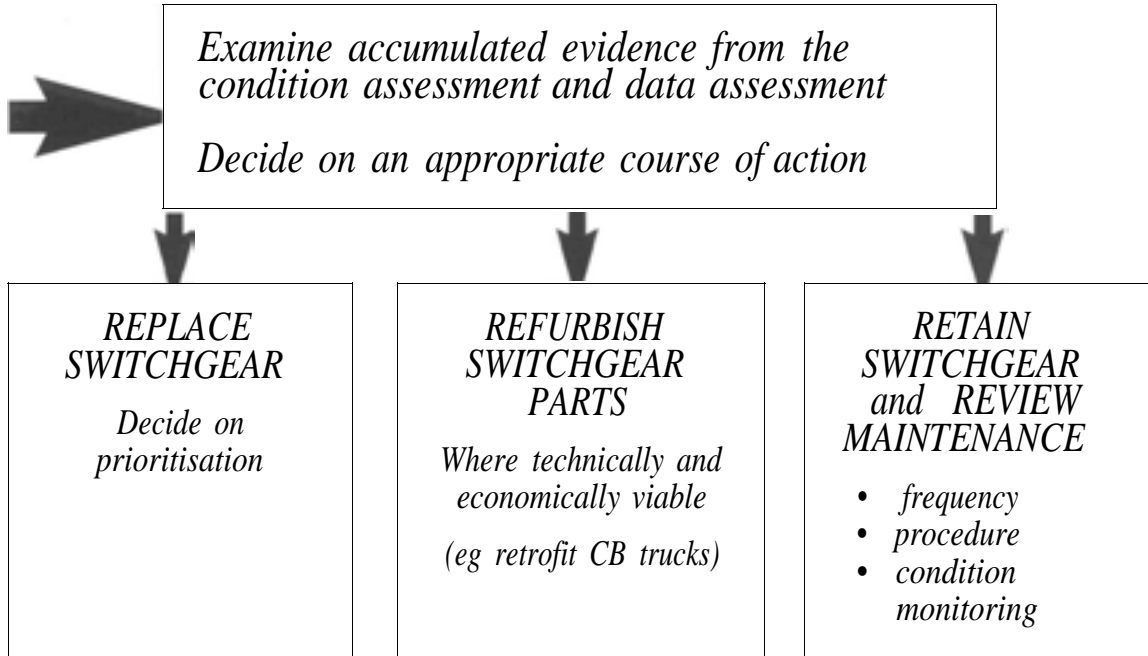 Examine accumulated evidence from the
condition assessment and data assessment
Decide on an appropriate course of action
REPLACE
SWITCHGEAR
Decide on
prioritisation
REFURBISH
SWITCHGEAR
PARTS
Where technically and
economically viable
(eg retrofit CB trucks)
RETAIN
SWITCHGEAR
and REVIEW
MAINTENANCE
• frequency
• procedure
• condition
monitoring